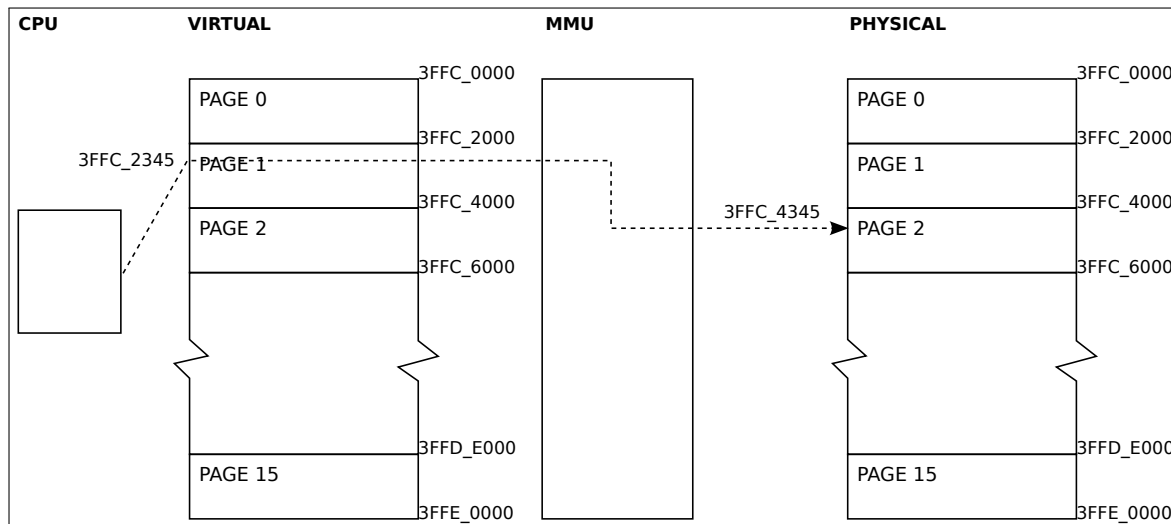 CPU VIRTUAL MMU PHYSICAL
3FFC_0000 3FFC_0000
PAGE 0 PAGE 0
3FFC_2000 3FFC_2000
3FFC_2345 PAGE 1 PAGE 1
3FFC_4000 3FFC_4000
3FFC_4345
PAGE 2 PAGE 2
3FFC_6000 3FFC_6000
3FFD_E000 3FFD_E000
PAGE 15 PAGE 15
3FFE_0000 3FFE_0000